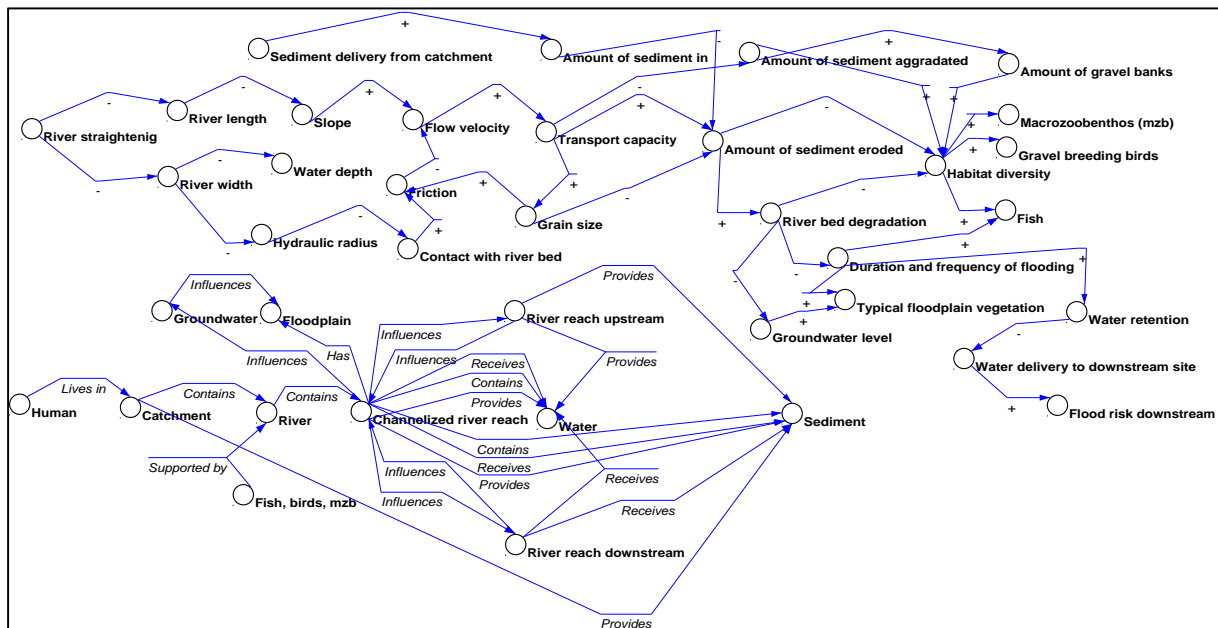 +
Sediment delivery from catchment
Amount of sediment in
-
Amount of sediment aggradated
+
Amount of gravel banks
-
River straightenig
-
River length
-
Slope
+
Flow velocity
+
Transport capacity
-
+
Amount of sediment eroded
-
+
+
Habitat diversity
+
Macrozoobenthos (mzb)
+
Gravel breeding birds
-
River width
-
Water depth
-
Friction
+
Grain size
+
-
-
Hydraulic radius
-
Contact with river bed
+
+
River bed degradation
-
+
Fish
-
Duration and frequency of flooding
+
+
-
Groundwater level
+
+
Typical floodplain vegetation
Water retention
-
Water delivery to downstream site
+
Flood risk downstream
Influences
Groundwater
Floodplain
Influences
Has
Influences
Influences
River reach upstream
Provides
Provides
Receives
Contains
Provides
Human
Lives in
Catchment
Contains
River
Contains
Channelized river reach
Water
Sediment
Contains
Receives
Provides
Supported by
Fish, birds, mzb
Influences
Influences
Receives
Receives
River reach downstream
Provides